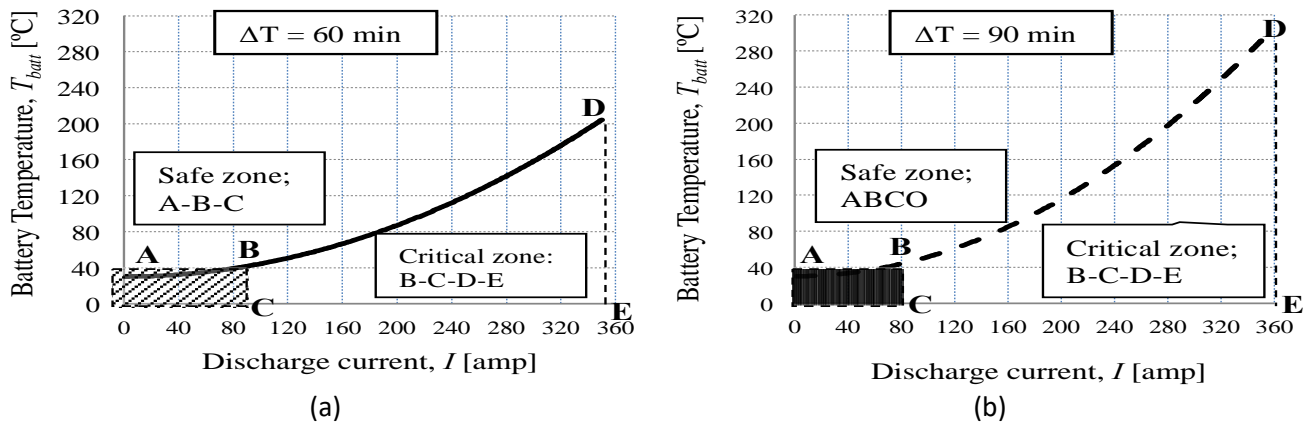 ΔT = 60 min
Battery Temperature, T_batt [ºC]
320
280
240
200
160
120
80
40
0
Safe zone;
A-B-C
A
B
C
D
E
Critical zone:
B-C-D-E
0 40 80 120 160 200 240 280 320 360
Discharge current, I [amp]
(a)
ΔT = 90 min
Battery Temperature, T_batt [ºC]
320
280
240
200
160
120
80
40
0
Safe zone;
ABCO
A
B
C
D
E
Critical zone:
B-C-D-E
0 40 80 120 160 200 240 280 320 360
Discharge current, I [amp]
(b)